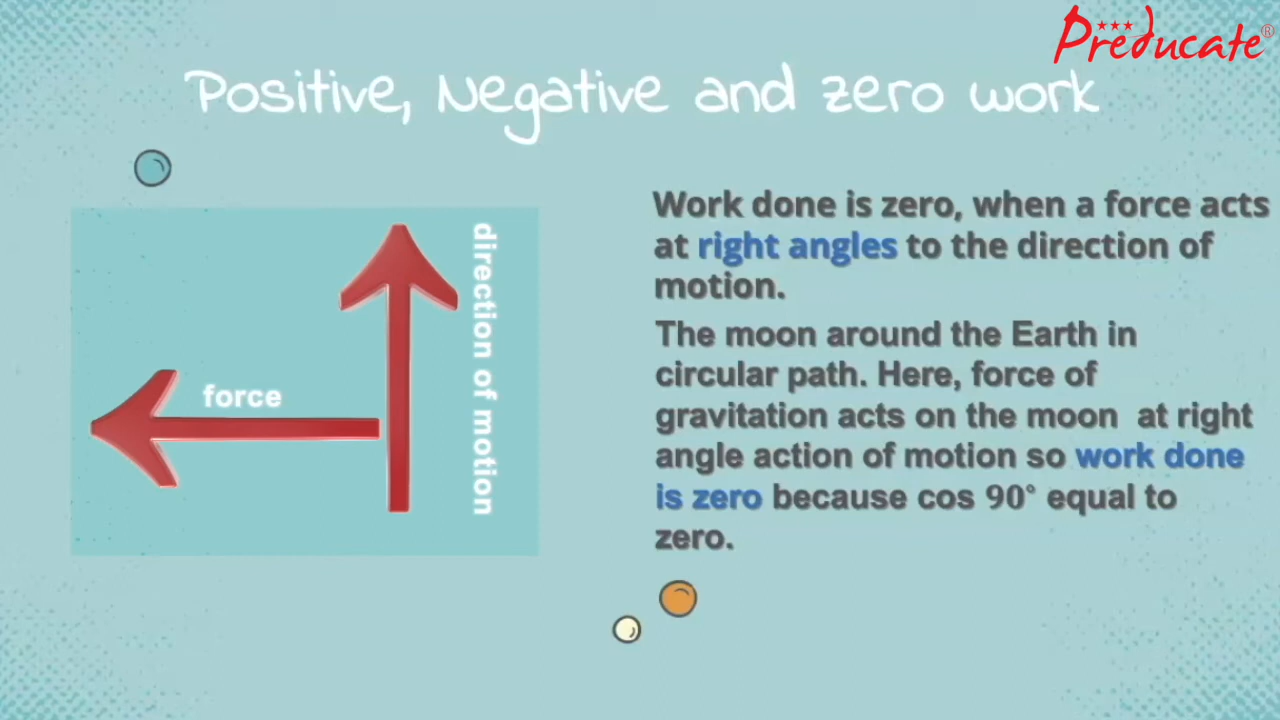 Preducate®
Positive, Negative and zero work
force
direction of motion
Work done is zero, when a force acts
at right angles to the direction of
motion.
The moon around the Earth in
circular path. Here, force of
gravitation acts on the moon at right
angle action of motion so work done
is zero because cos 90° equal to
zero.